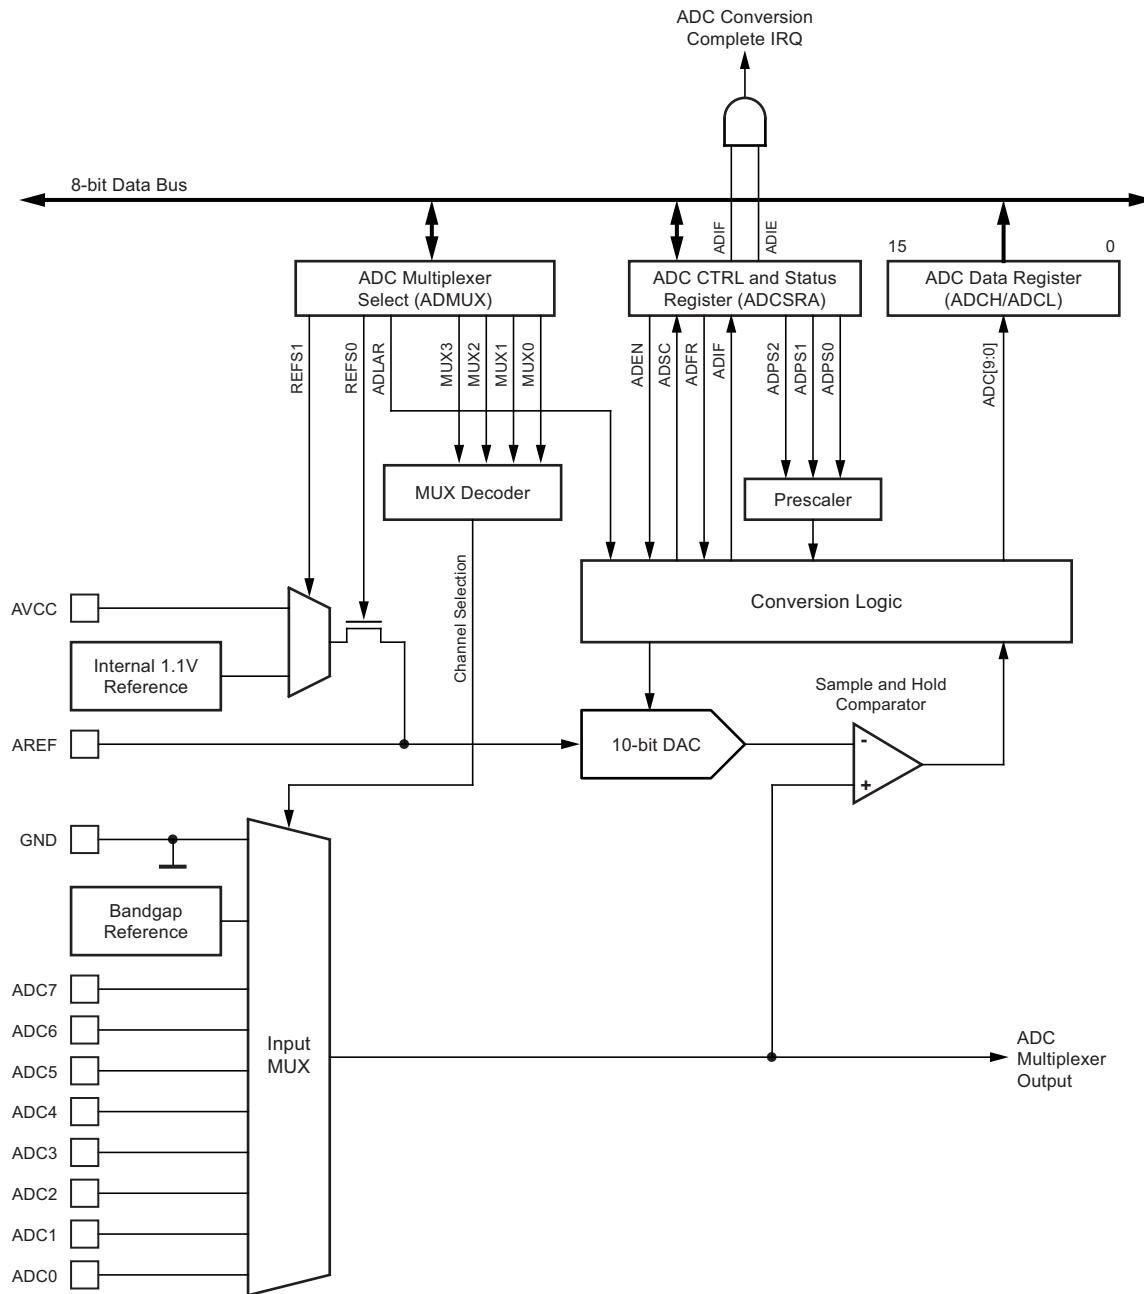 ADC Conversion
Complete IRQ
8-bit Data Bus
ADIF
ADIE
15
0
ADC Multiplexer
Select (ADMUX)
ADC CTRL and Status
Register (ADCSRA)
ADC Data Register
(ADCH/ADCL)
REFS1
REFS0
ADLAR
MUX3
MUX2
MUX1
MUX0
ADEN
ADSC
ADFR
ADIF
ADPS2
ADPS1
ADPS0
ADC[9:0]
MUX Decoder
Prescaler
Channel Selection
Conversion Logic
AVCC
Internal 1.1V
Reference
Sample and Hold
Comparator
AREF
10-bit DAC
-
+
GND
Bandgap
Reference
ADC7
ADC6
ADC5
ADC4
ADC3
ADC2
ADC1
ADC0
Input
MUX
ADC
Multiplexer
Output